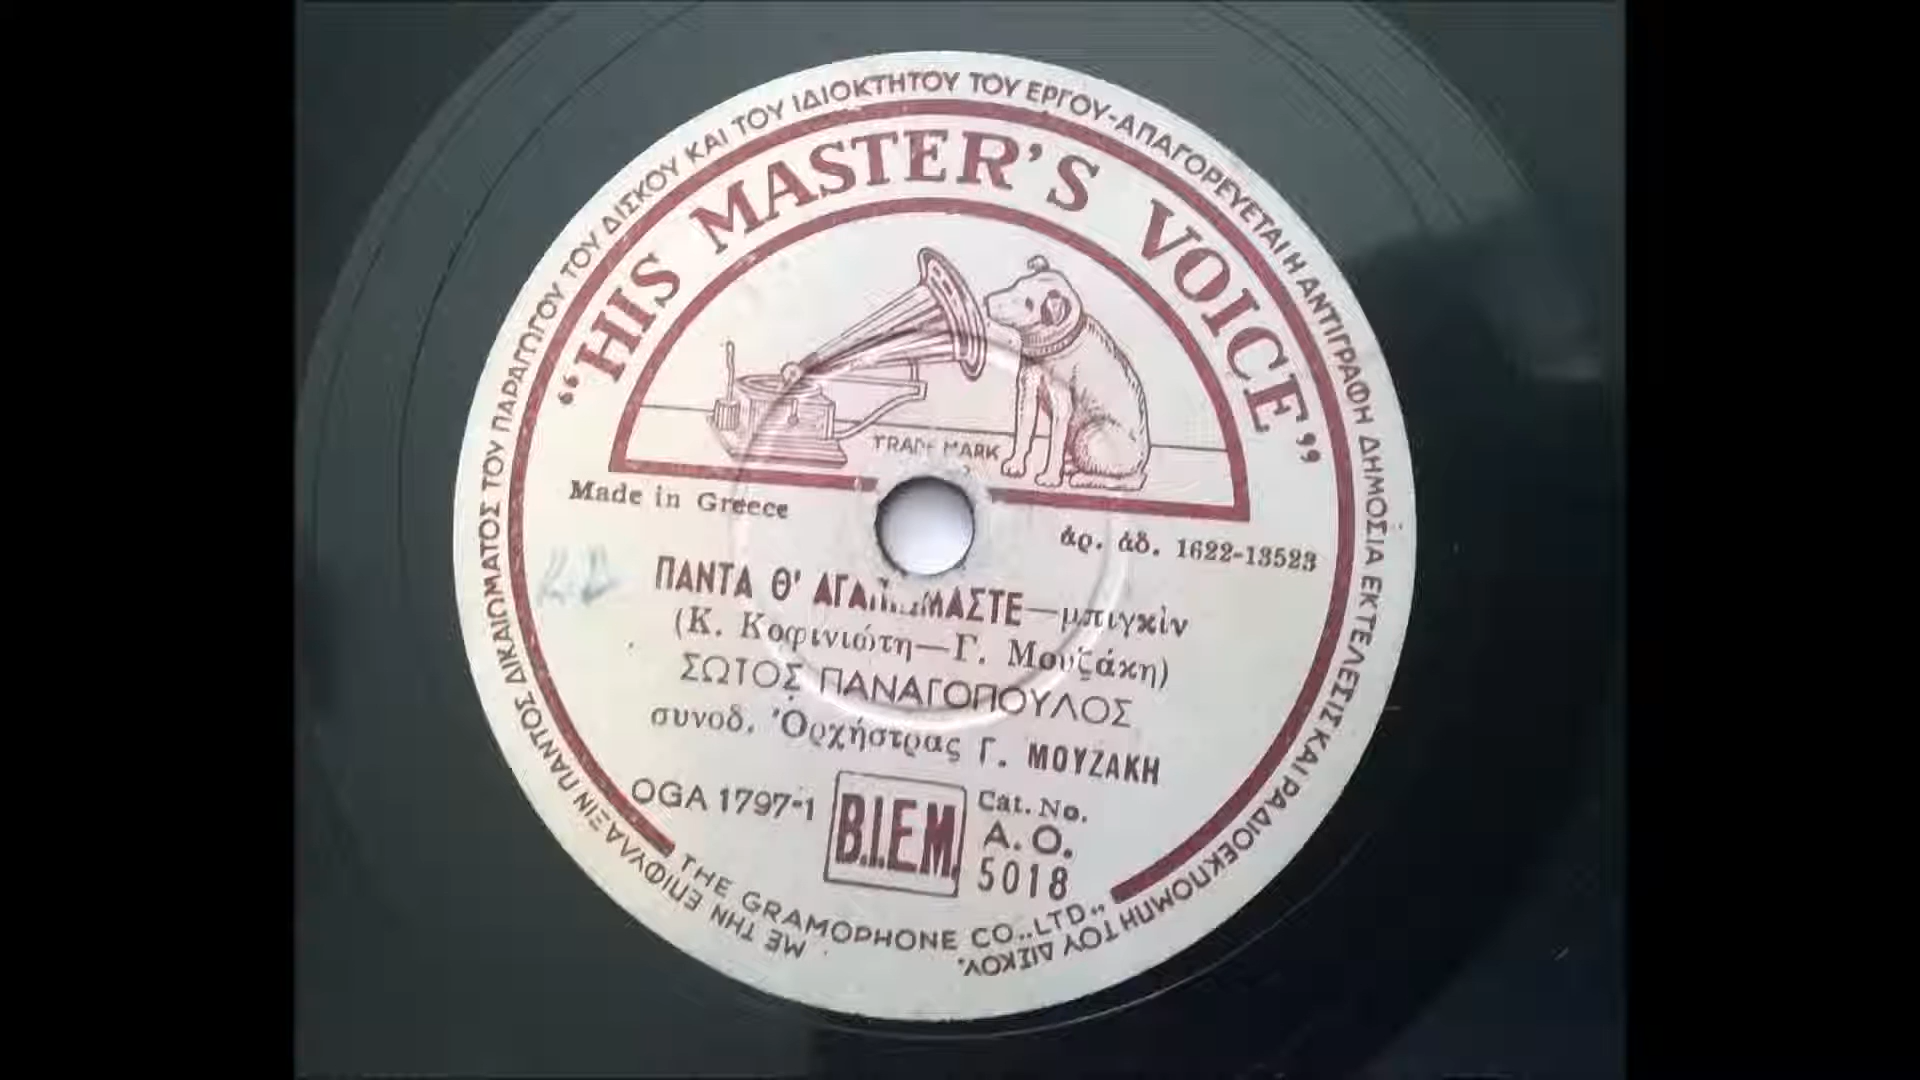 ΜΕ ΤΗΝ ΕΠΙΦΥΛΑΞΙΝ ΠΑΝΤΟΣ ΔΙΚΑΙΩΜΑΤΟΣ ΤΟΥ ΠΑΡΑΓΩΓΟΥ ΤΟΥ ΔΙΣΚΟΥ ΚΑΙ ΤΟΥ ΙΔΙΟΚΤΗΤΟΥ ΤΟΥ ΕΡΓΟΥ-ΑΠΑΓΟΡΕΥΕΤΑΙ Η ΑΝΤΙΓΡΑΦΗ ΔΗΜΟΣΙΑ ΕΚΤΕΛΕΣΙΣ ΚΑΙ ΡΑΔΙΟΕΚΠΟΜΠΗ ΤΟΥ ΔΙΣΚΟΥ.
“HIS MASTER’S VOICE”
TRADE MARK
Made in Greece
ἀρ. ἀδ. 1622-13523
ΠΑΝΤΑ Θ' ΜΑΣΤΕ—μπιγκὶν
(Κ. Κοφινιώτη—Γ. Μουζάκη)
ΣΩΤΟΣ ΠΑΝΑΓΟΠΟΥΛΟΣ
συνοδ. Ὀρχήστρας Γ. ΜΟΥΖΑΚΗ
OGA 1797-1
B.I.E.M.
Cat. No.
A. O.
5018
THE GRAMOPHONE CO., LTD.,